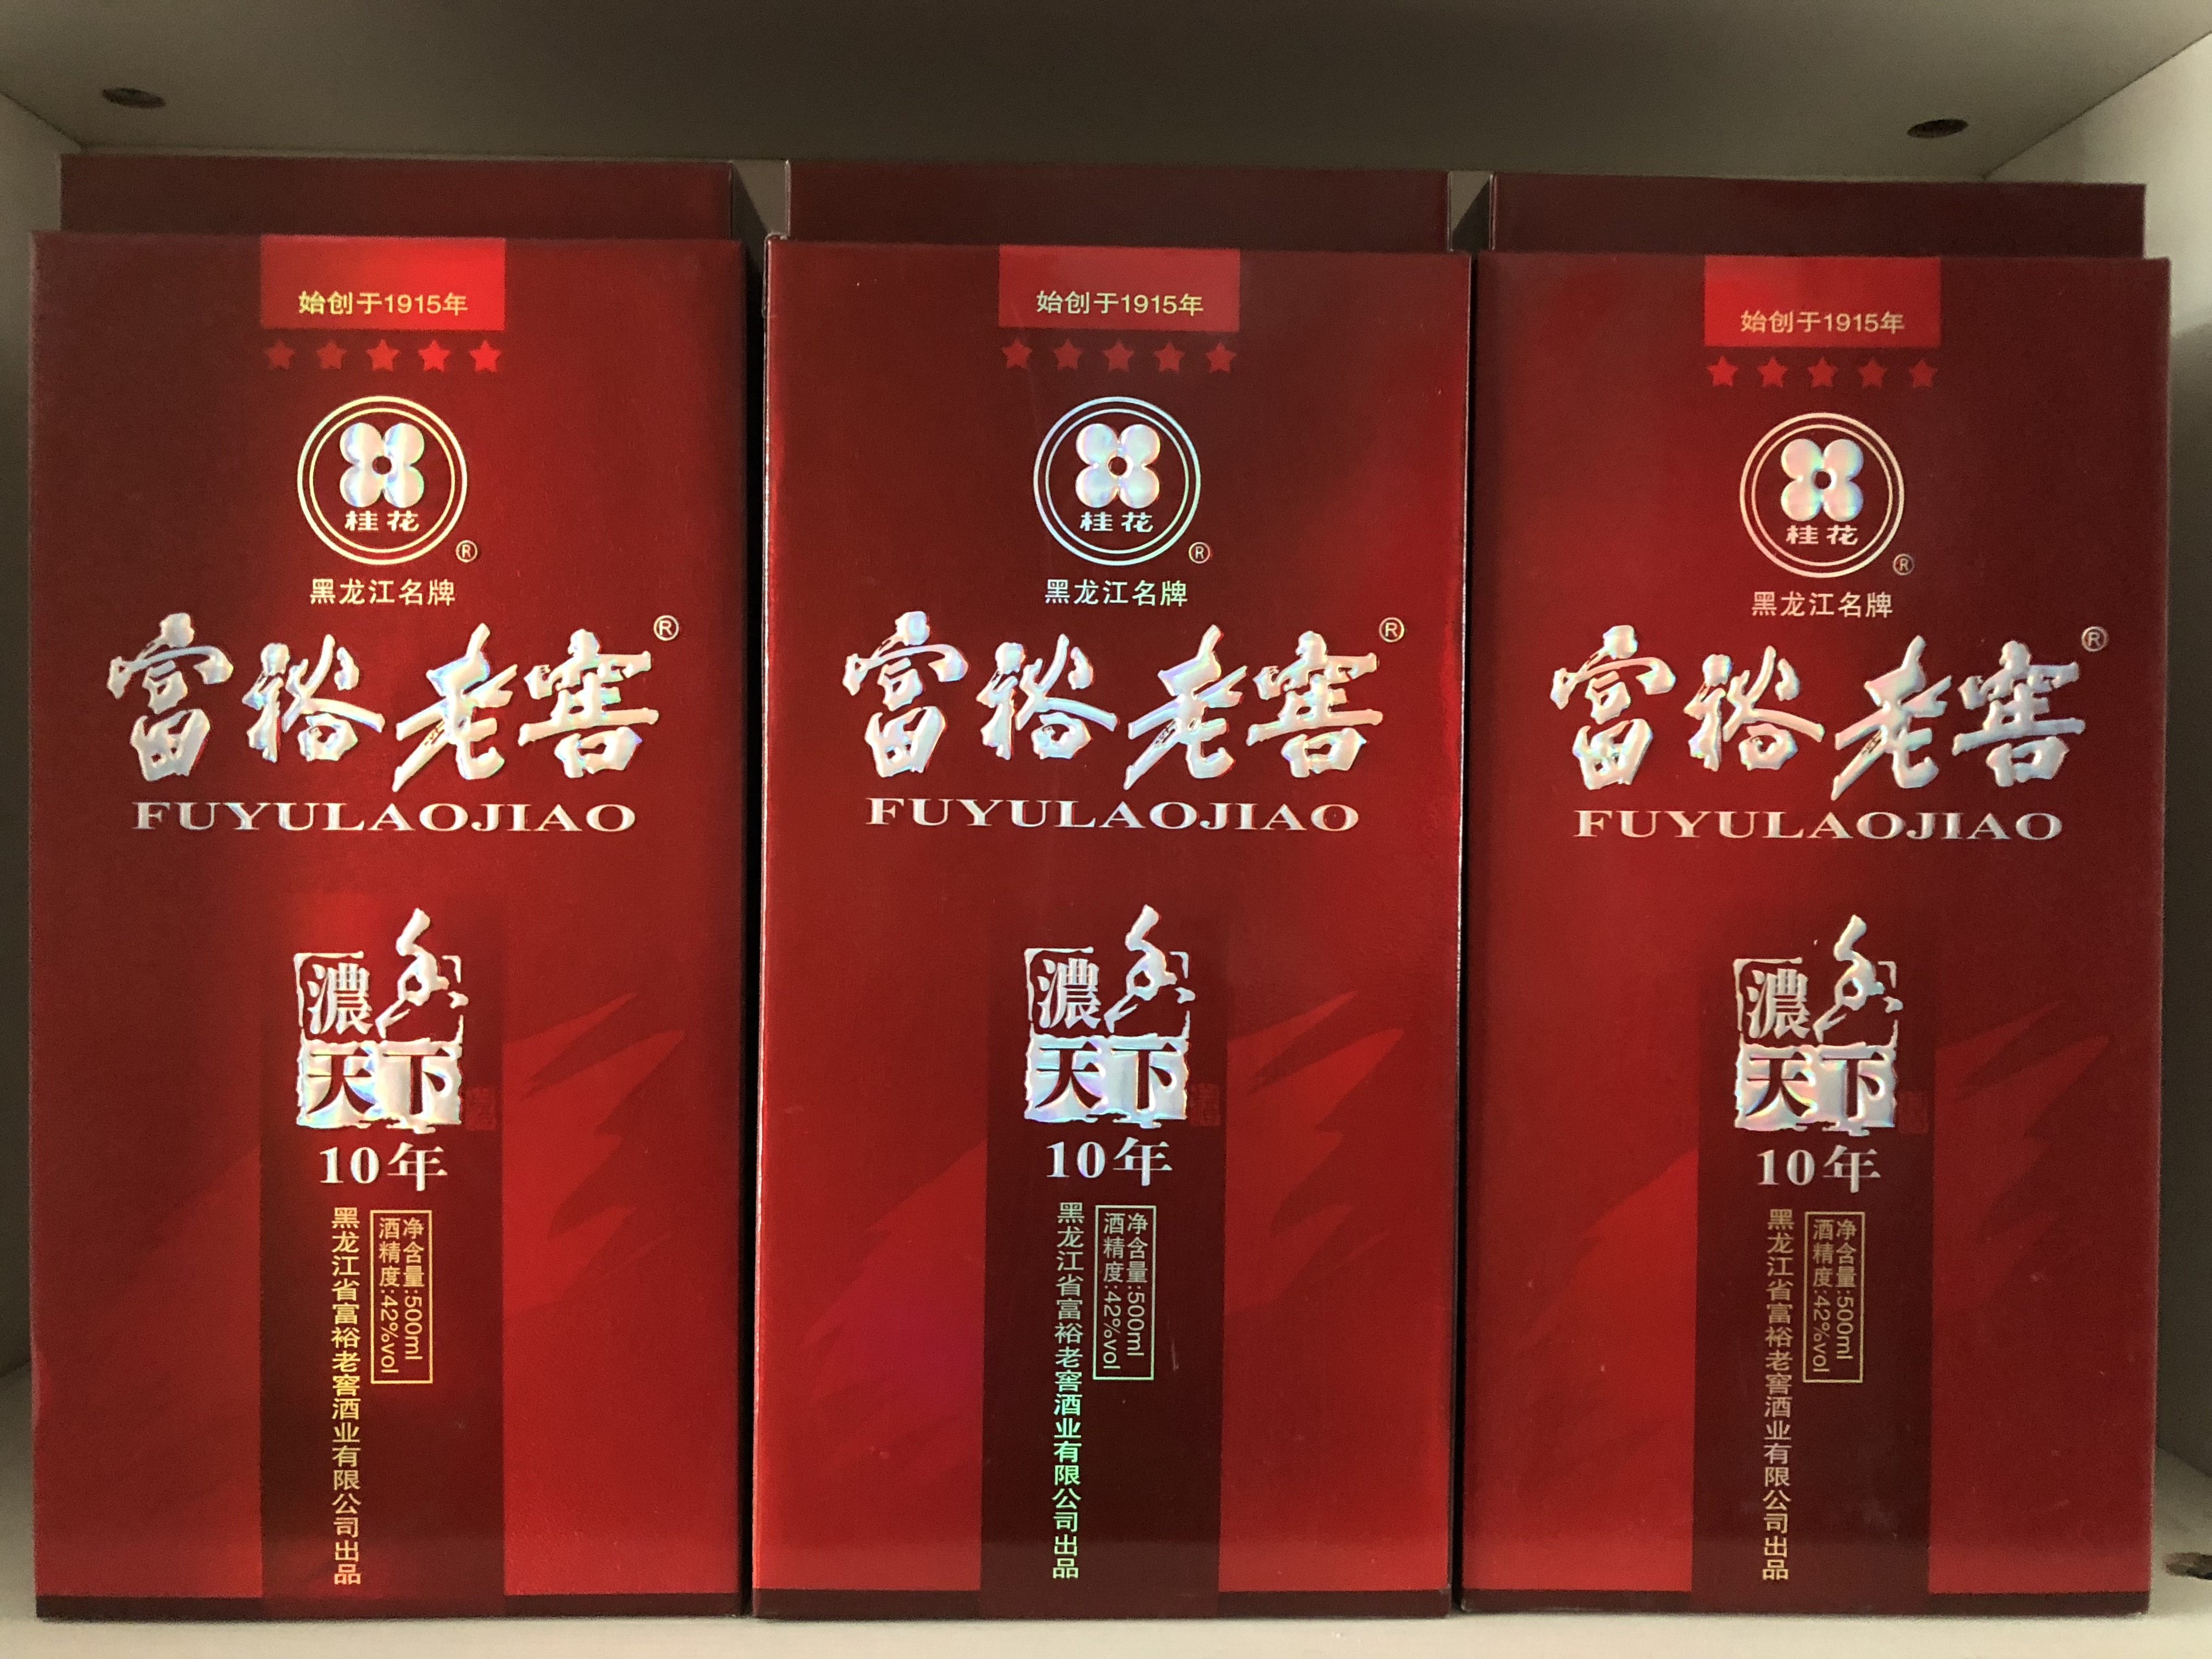 始创于1915年
桂花
®
黑龙江名牌
富裕老窖®
FUYULAOJIAO
濃香
天下
10年
净含量:500ml
酒精度:42%vol
黑龙江省富裕老窖酒业有限公司出品
始创于1915年
桂花
®
黑龙江名牌
富裕老窖®
FUYULAOJIAO
濃香
天下
10年
净含量:500ml
酒精度:42%vol
黑龙江省富裕老窖酒业有限公司出品
始创于1915年
桂花
®
黑龙江名牌
富裕老窖®
FUYULAOJIAO
濃香
天下
10年
净含量:500ml
酒精度:42%vol
黑龙江省富裕老窖酒业有限公司出品